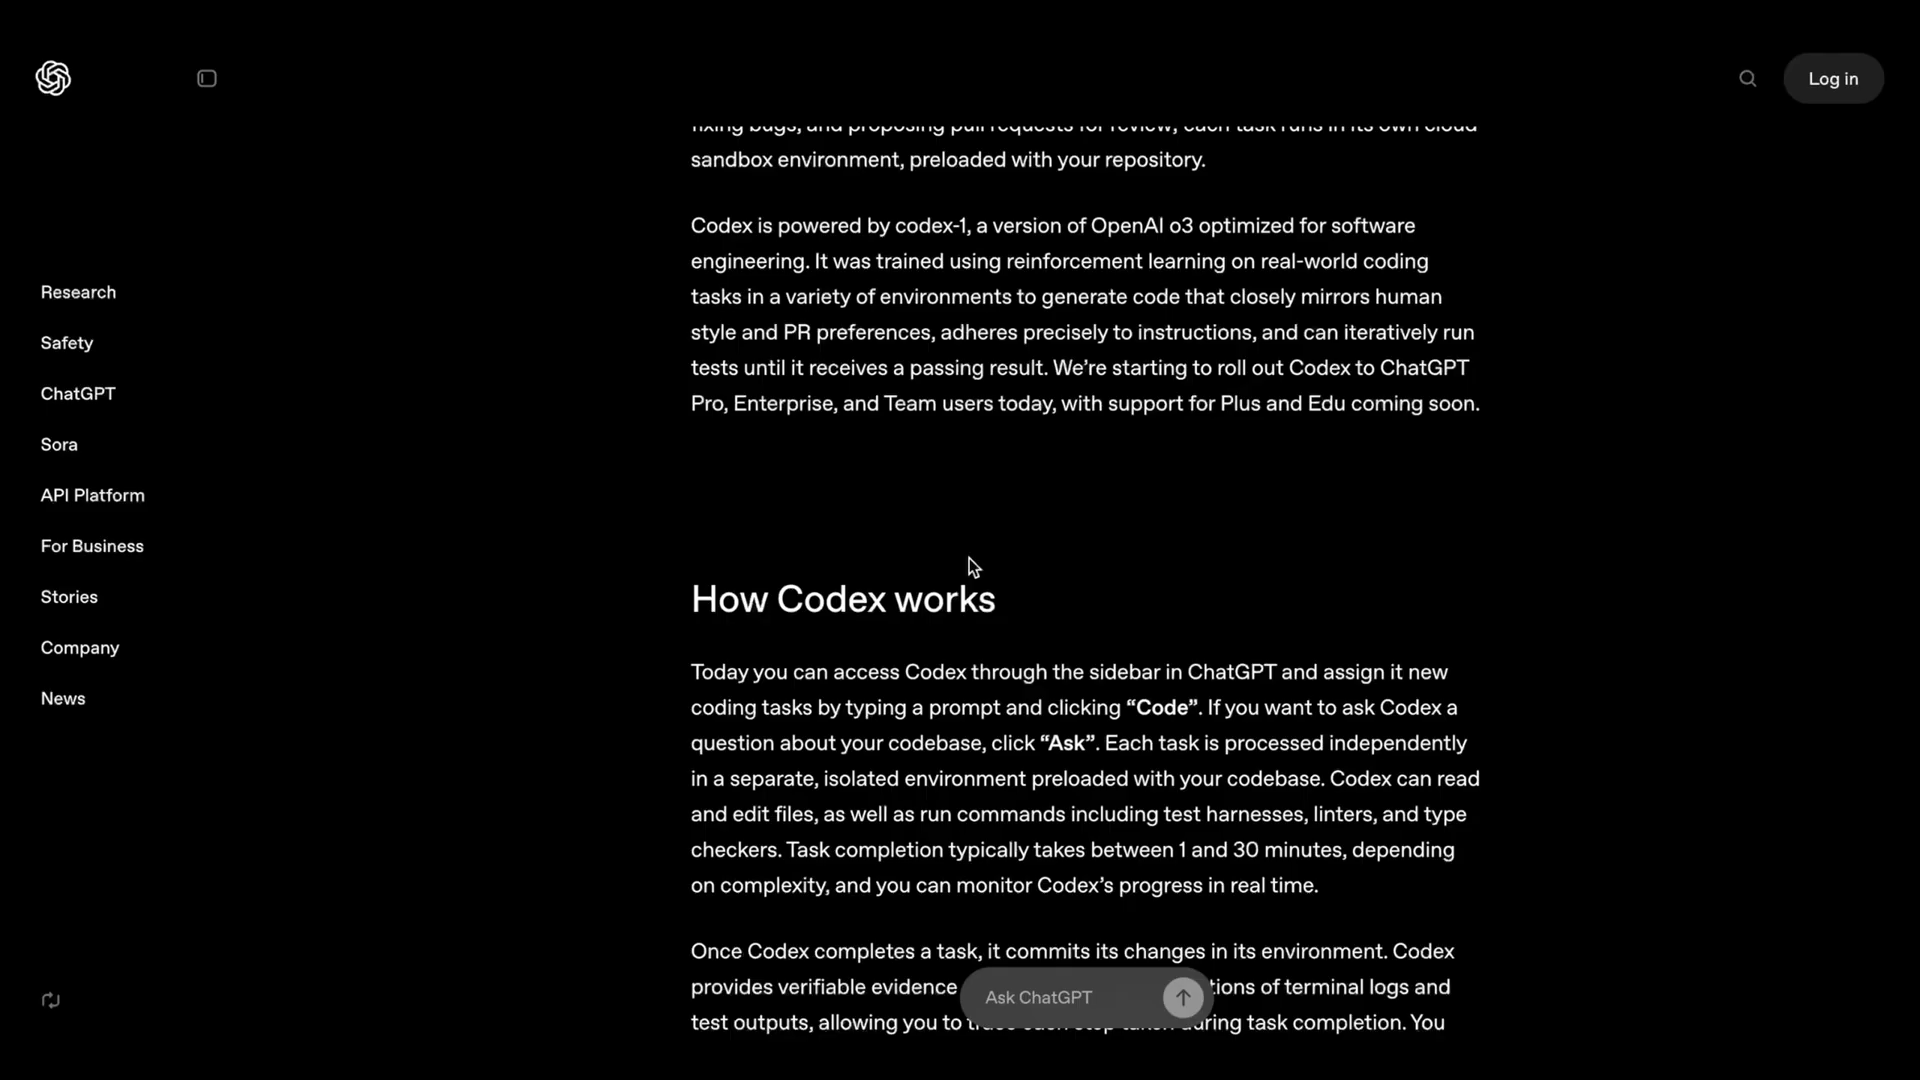 Log in
Research
Safety
ChatGPT
Sora
API Platform
For Business
Stories
Company
News
fixing bugs, and proposing pull requests for review; each task runs in its own cloud
sandbox environment, preloaded with your repository.
Codex is powered by codex-1, a version of OpenAI o3 optimized for software
engineering. It was trained using reinforcement learning on real-world coding
tasks in a variety of environments to generate code that closely mirrors human
style and PR preferences, adheres precisely to instructions, and can iteratively run
tests until it receives a passing result. We’re starting to roll out Codex to ChatGPT
Pro, Enterprise, and Team users today, with support for Plus and Edu coming soon.
How Codex works
Today you can access Codex through the sidebar in ChatGPT and assign it new
coding tasks by typing a prompt and clicking “Code”. If you want to ask Codex a
question about your codebase, click “Ask”. Each task is processed independently
in a separate, isolated environment preloaded with your codebase. Codex can read
and edit files, as well as run commands including test harnesses, linters, and type
checkers. Task completion typically takes between 1 and 30 minutes, depending
on complexity, and you can monitor Codex’s progress in real time.
Once Codex completes a task, it commits its changes in its environment. Codex
provides verifiable evidence tions of terminal logs and
test outputs, allowing you to trace each step taken during task completion. You
Ask ChatGPT